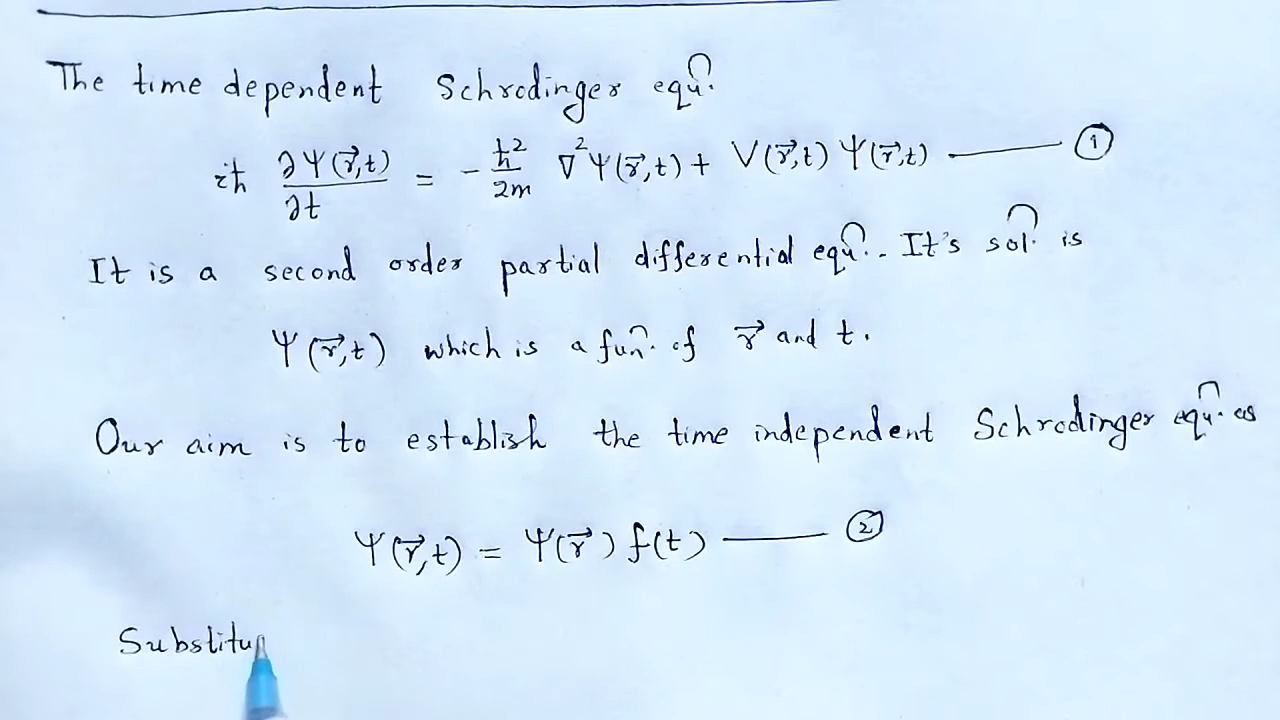 The time dependent Schrodinger equⁿ.
iħ ∂Ψ(r⃗,t)/∂t = - ħ²/2m ∇²Ψ(r⃗,t) + V(r⃗,t) Ψ(r⃗,t) —— ①
It is a second order partial differential equⁿ. It's solⁿ. is
Ψ(r⃗,t) which is a funⁿ. of r⃗ and t.
Our aim is to establish the time independent Schrodinger equⁿ. as
Ψ(r⃗,t) = Ψ(r⃗) f(t) —— ②
Substitu